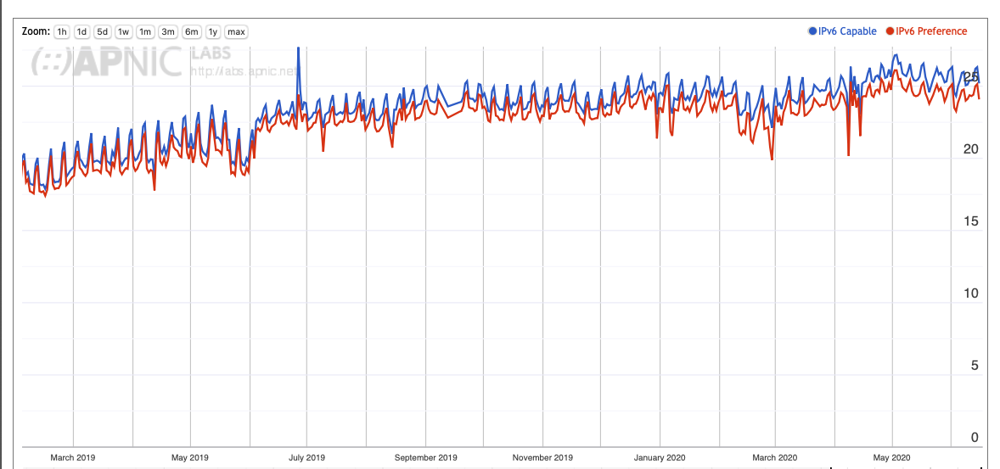 Zoom: 1h 1d 5d 1w 1m 3m 6m 1y max
IPv6 Capable IPv6 Preference
(::)APNIC LABS
http://labs.apnic.net
25
20
15
10
5
0
March 2019 May 2019 July 2019 September 2019 November 2019 January 2020 March 2020 May 2020